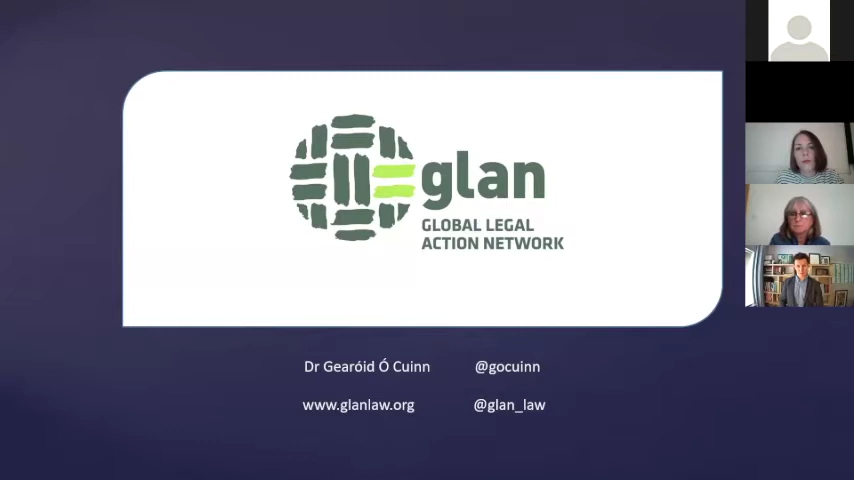 glan
GLOBAL LEGAL
ACTION NETWORK
Dr Gearóid Ó Cuinn @gocuinn
www.glanlaw.org @glan_law